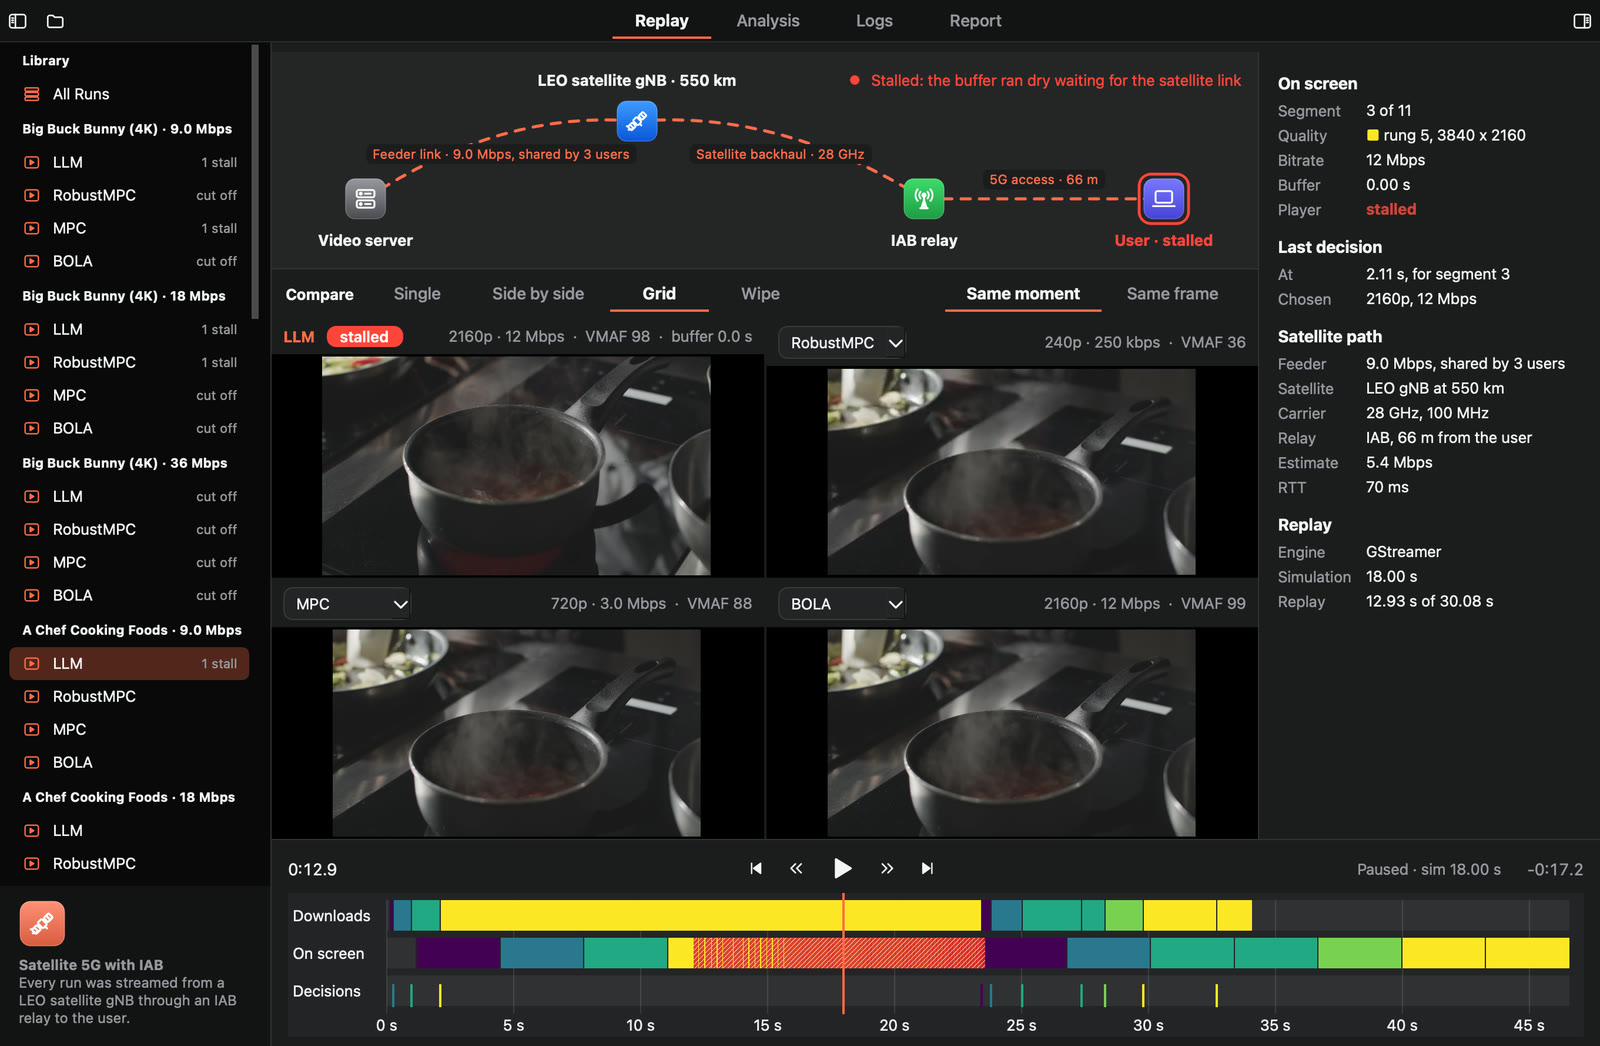 Replay
Analysis
Logs
Report
Library
All Runs
Big Buck Bunny (4K) · 9.0 Mbps
LLM 1 stall
RobustMPC cut off
MPC 1 stall
BOLA cut off
Big Buck Bunny (4K) · 18 Mbps
LLM 1 stall
RobustMPC 1 stall
MPC cut off
BOLA cut off
Big Buck Bunny (4K) · 36 Mbps
LLM cut off
RobustMPC cut off
MPC cut off
BOLA cut off
A Chef Cooking Foods · 9.0 Mbps
LLM 1 stall
RobustMPC
MPC
BOLA
A Chef Cooking Foods · 18 Mbps
LLM
RobustMPC
Satellite 5G with IAB
Every run was streamed from a
LEO satellite gNB through an IAB
relay to the user.
LEO satellite gNB · 550 km
Stalled: the buffer ran dry waiting for the satellite link
Feeder link · 9.0 Mbps, shared by 3 users
Satellite backhaul · 28 GHz
5G access · 66 m
Video server
IAB relay
User · stalled
Compare
Single
Side by side
Grid
Wipe
Same moment
Same frame
LLM stalled 2160p · 12 Mbps · VMAF 98 · buffer 0.0 s
RobustMPC 240p · 250 kbps · VMAF 36
MPC 720p · 3.0 Mbps · VMAF 88
BOLA 2160p · 12 Mbps · VMAF 99
0:12.9
Paused · sim 18.00 s
-0:17.2
Downloads
On screen
Decisions
0 s 5 s 10 s 15 s 20 s 25 s 30 s 35 s 40 s 45 s
On screen
Segment 3 of 11
Quality rung 5, 3840 x 2160
Bitrate 12 Mbps
Buffer 0.00 s
Player stalled
Last decision
At 2.11 s, for segment 3
Chosen 2160p, 12 Mbps
Satellite path
Feeder 9.0 Mbps, shared by 3 users
Satellite LEO gNB at 550 km
Carrier 28 GHz, 100 MHz
Relay IAB, 66 m from the user
Estimate 5.4 Mbps
RTT 70 ms
Replay
Engine GStreamer
Simulation 18.00 s
Replay 12.93 s of 30.08 s